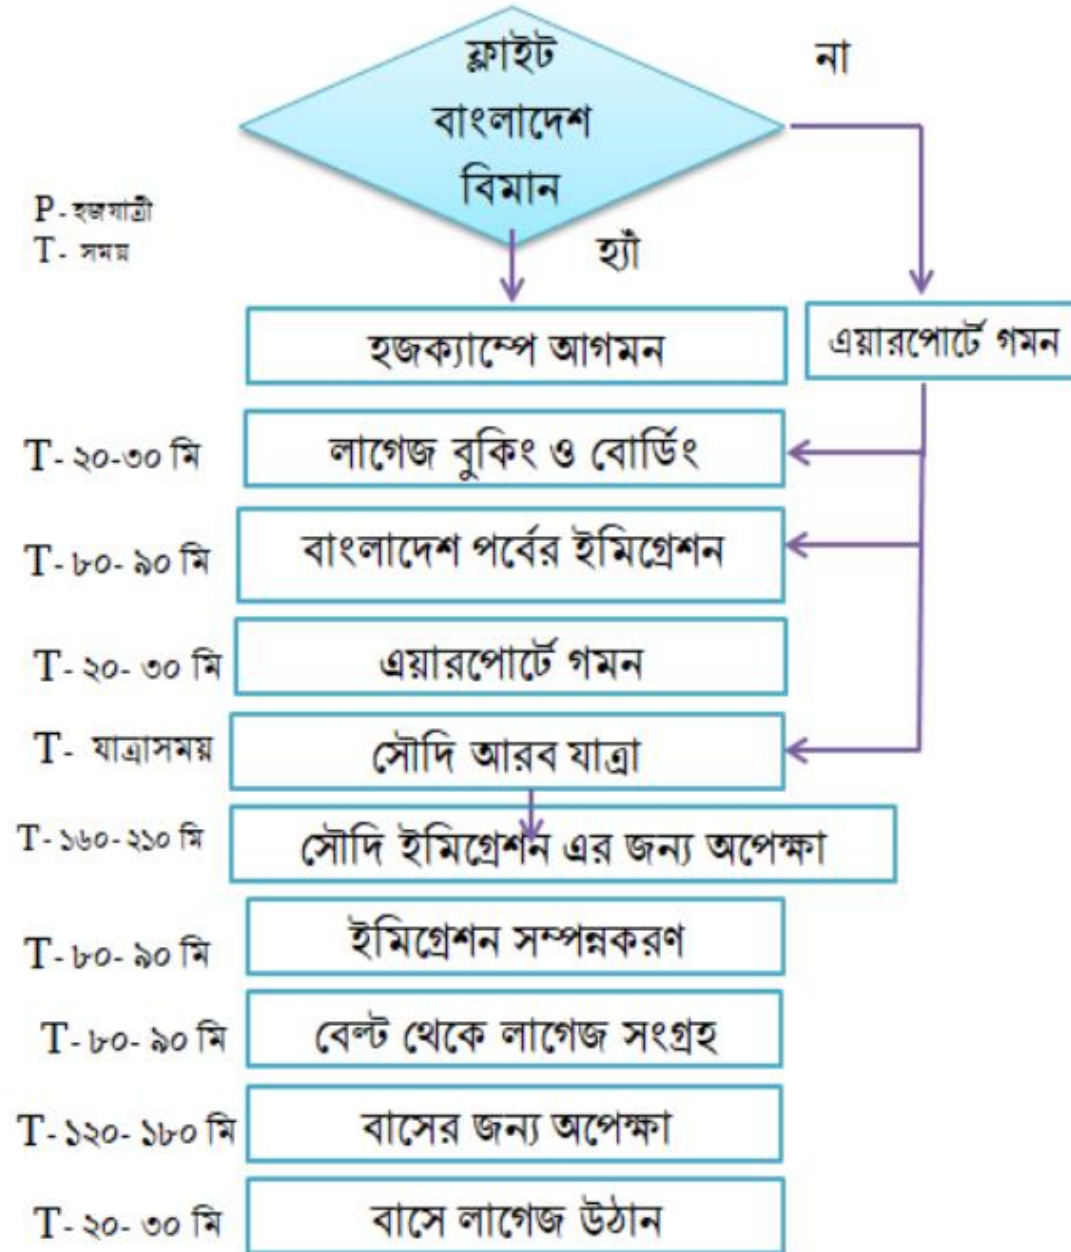 ফ্লাইট
বাংলাদেশ
বিমান
না
P - হজযাত্রী
T - সময়
হ্যাঁ
হজক্যাম্পে আগমন
এয়ারপোর্টে গমন
T - ২০-৩০ মি
লাগেজ বুকিং ও বোর্ডিং
T - ৮০- ৯০ মি
বাংলাদেশ পর্বের ইমিগ্রেশন
T - ২০- ৩০ মি
এয়ারপোর্টে গমন
T - যাত্রাসময়
সৌদি আরব যাত্রা
T - ১৬০-২১০ মি
সৌদি ইমিগ্রেশন এর জন্য অপেক্ষা
T - ৮০- ৯০ মি
ইমিগ্রেশন সম্পন্নকরণ
T - ৮০- ৯০ মি
বেল্ট থেকে লাগেজ সংগ্রহ
T - ১২০- ১৮০ মি
বাসের জন্য অপেক্ষা
T - ২০- ৩০ মি
বাসে লাগেজ উঠান